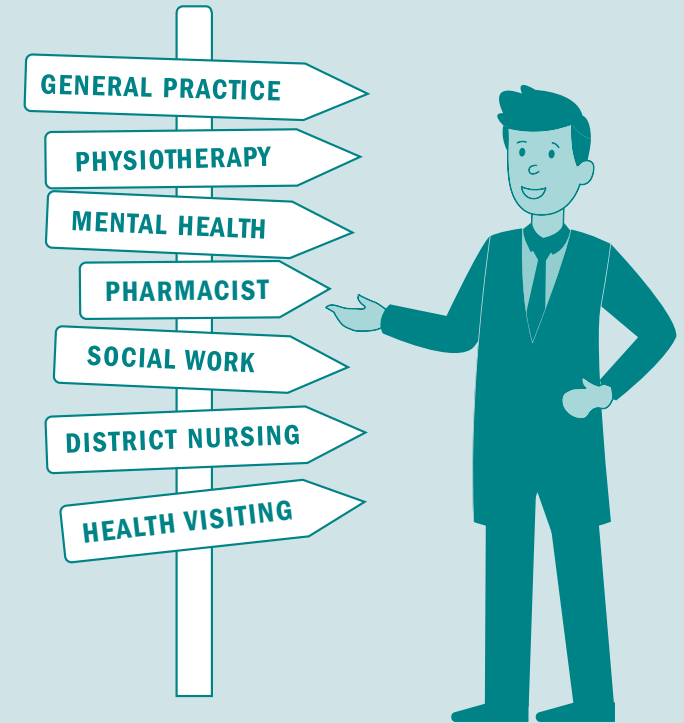 GENERAL PRACTICE
PHYSIOTHERAPY
MENTAL HEALTH
PHARMACIST
SOCIAL WORK
DISTRICT NURSING
HEALTH VISITING